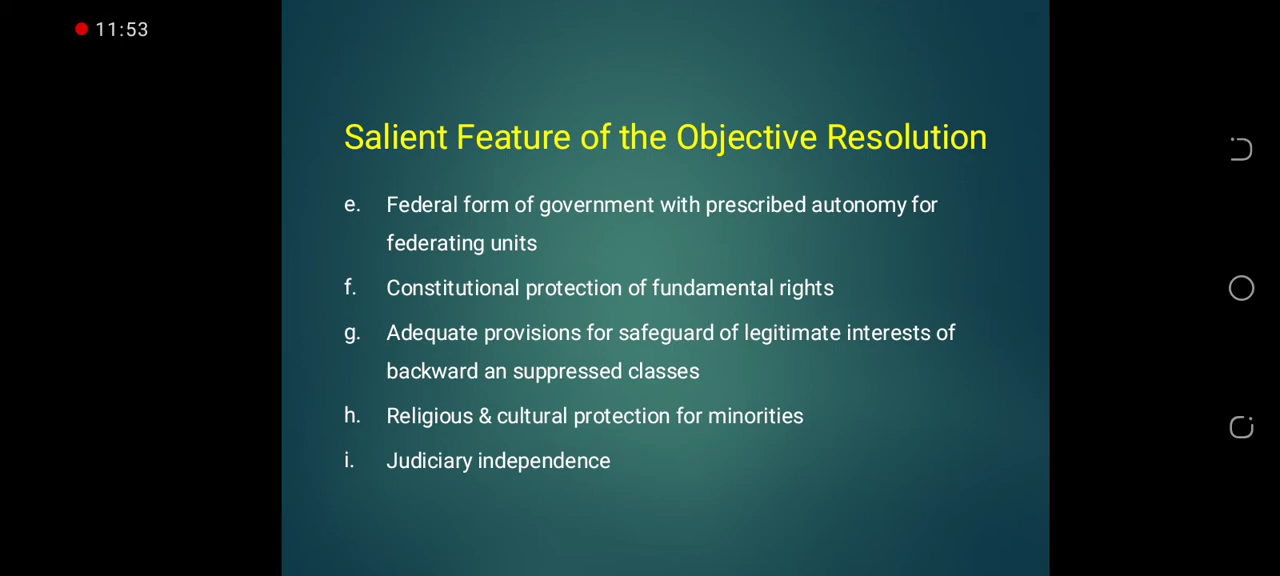 11:53
Salient Feature of the Objective Resolution
e. Federal form of government with prescribed autonomy for
federating units
f. Constitutional protection of fundamental rights
g. Adequate provisions for safeguard of legitimate interests of
backward an suppressed classes
h. Religious & cultural protection for minorities
i. Judiciary independence